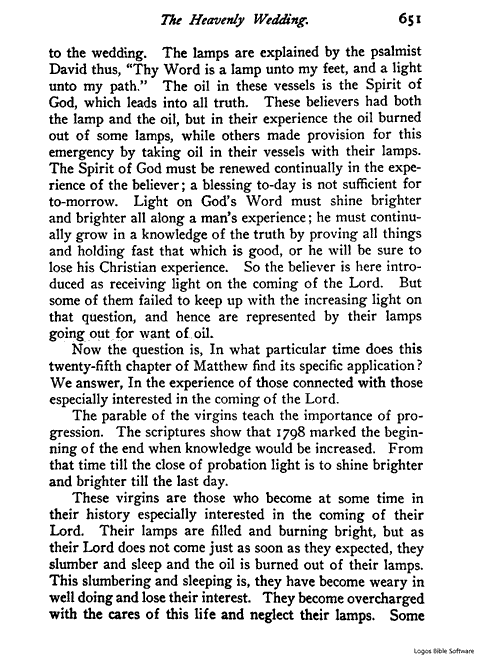 The Heavenly Wedding. 651
to the wedding. The lamps are explained by the psalmist
David thus, “Thy Word is a lamp unto my feet, and a light
unto my path.” The oil in these vessels is the Spirit of
God, which leads into all truth. These believers had both
the lamp and the oil, but in their experience the oil burned
out of some lamps, while others made provision for this
emergency by taking oil in their vessels with their lamps.
The Spirit of God must be renewed continually in the expe-
rience of the believer; a blessing to-day is not sufficient for
to-morrow. Light on God's Word must shine brighter
and brighter all along a man's experience; he must continu-
ally grow in a knowledge of the truth by proving all things
and holding fast that which is good, or he will be sure to
lose his Christian experience. So the believer is here intro-
duced as receiving light on the coming of the Lord. But
some of them failed to keep up with the increasing light on
that question, and hence are represented by their lamps
going out for want of oil.
Now the question is, In what particular time does this
twenty-fifth chapter of Matthew find its specific application?
We answer, In the experience of those connected with those
especially interested in the coming of the Lord.
The parable of the virgins teach the importance of pro-
gression. The scriptures show that 1798 marked the begin-
ning of the end when knowledge would be increased. From
that time till the close of probation light is to shine brighter
and brighter till the last day.
These virgins are those who become at some time in
their history especially interested in the coming of their
Lord. Their lamps are filled and burning bright, but as
their Lord does not come just as soon as they expected, they
slumber and sleep and the oil is burned out of their lamps.
This slumbering and sleeping is, they have become weary in
well doing and lose their interest. They become overcharged
with the cares of this life and neglect their lamps. Some
Logos Bible Software